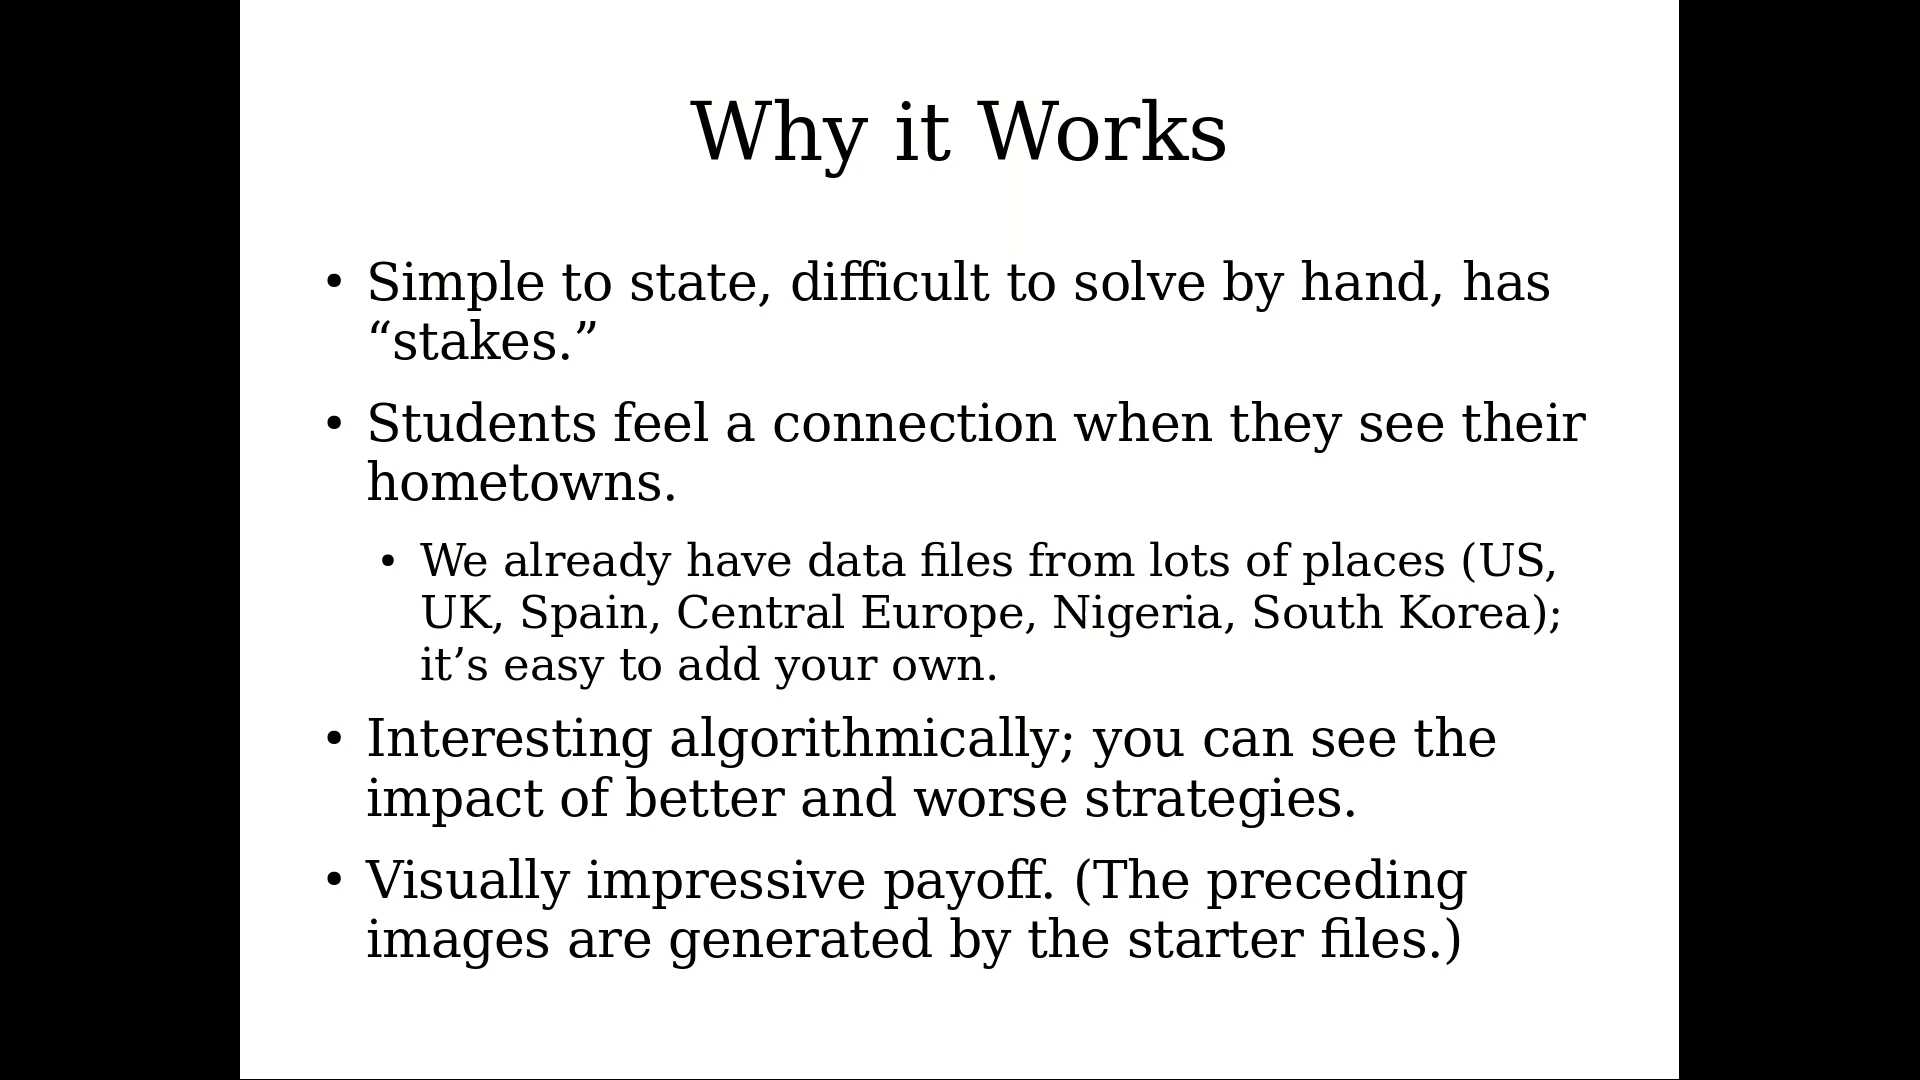 Why it Works
• Simple to state, difficult to solve by hand, has
“stakes.”
• Students feel a connection when they see their
hometowns.
• We already have data files from lots of places (US,
UK, Spain, Central Europe, Nigeria, South Korea);
it’s easy to add your own.
• Interesting algorithmically; you can see the
impact of better and worse strategies.
• Visually impressive payoff. (The preceding
images are generated by the starter files.)